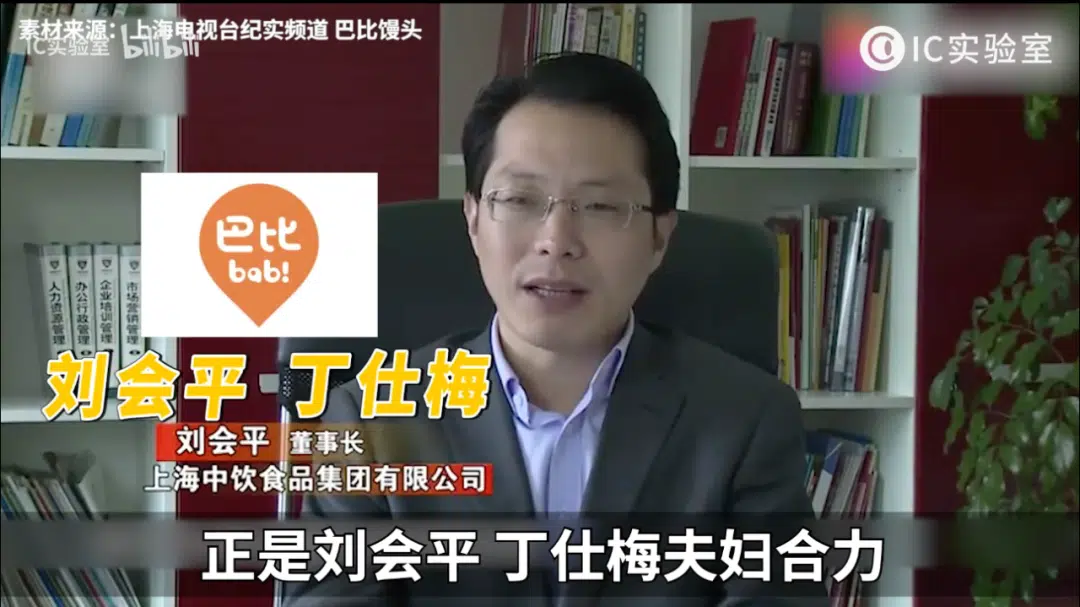 素材来源：上海电视台纪实频道 巴比馒头
IC实验室 bilibili
@IC实验室
巴比
bab!
人力资源管理
办公行政管理
企业培训管理
市场营销管理
刘会平 丁仕梅
刘会平 董事长
上海中饮食品集团有限公司
正是刘会平 丁仕梅夫妇合力